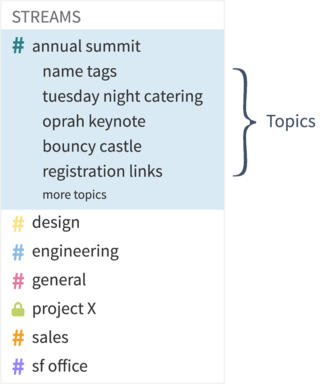 STREAMS
# annual summit
name tags
tuesday night catering
oprah keynote
bouncy castle
registration links
more topics
Topics
# design
# engineering
# general
project X
# sales
# sf office